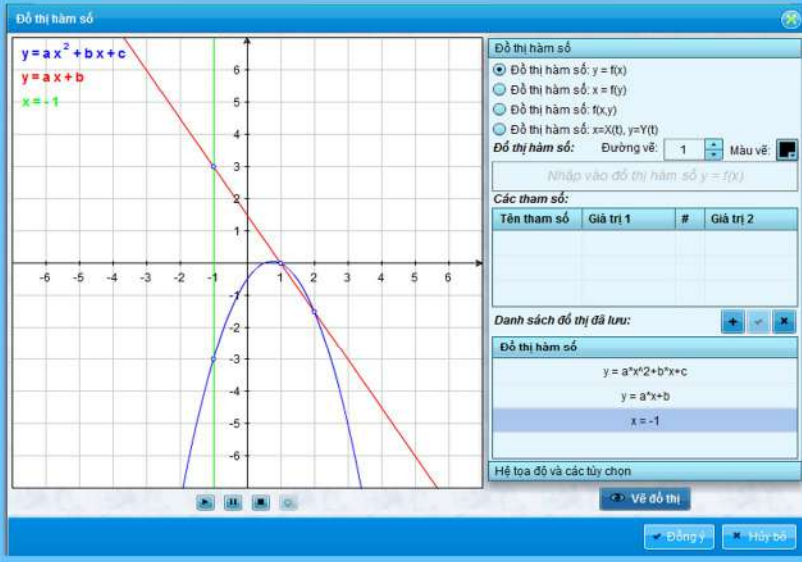 Đồ thị hàm số
y = a x² + b x + c
y = a x + b
x = - 1
6
5
4
3
2
1
-6 -5 -4 -3 -2 -1 1 2 3 4 5 6
-1
-2
-3
-4
-5
-6
Đồ thị hàm số
Đồ thị hàm số: y = f(x)
Đồ thị hàm số: x = f(y)
Đồ thị hàm số: f(x,y)
Đồ thị hàm số: x=X(t), y=Y(t)
Đồ thị hàm số: Đường vẽ: 1 Màu vẽ:
Nhập vào đồ thị hàm số y = f(x)
Các tham số:
Tên tham số Giá trị 1 # Giá trị 2
Danh sách đồ thị đã lưu:
Đồ thị hàm số
y = a*x^2+b*x+c
y = a*x+b
x = -1
Hệ tọa độ và các tùy chọn
Vẽ đồ thị
Đồng ý Hủy bỏ